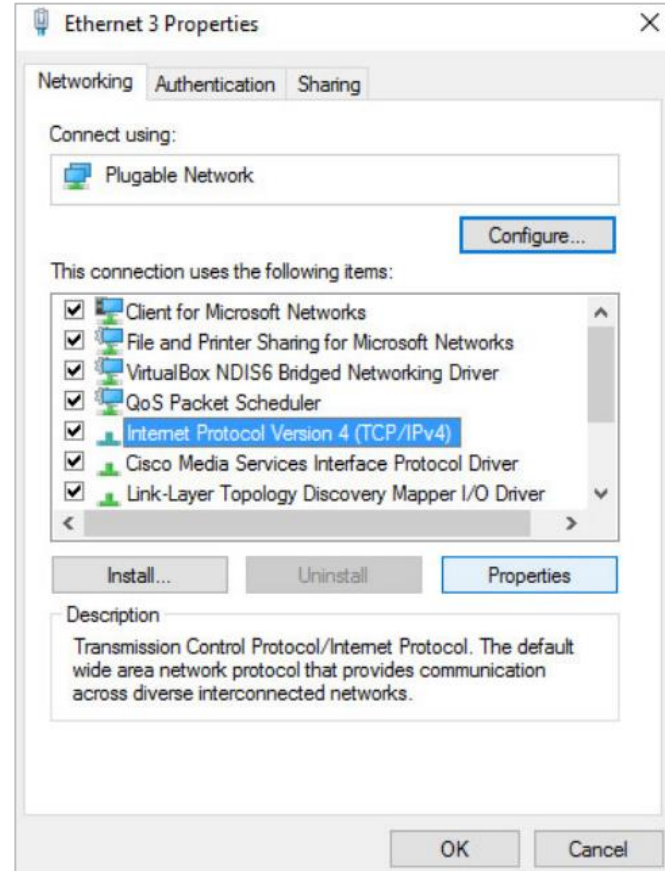 Ethernet 3 Properties
Networking Authentication Sharing
Connect using:
Plugable Network
Configure...
This connection uses the following items:
Client for Microsoft Networks
File and Printer Sharing for Microsoft Networks
VirtualBox NDIS6 Bridged Networking Driver
QoS Packet Scheduler
Internet Protocol Version 4 (TCP/IPv4)
Cisco Media Services Interface Protocol Driver
Link-Layer Topology Discovery Mapper I/O Driver
Install... Uninstall Properties
Description
Transmission Control Protocol/Internet Protocol. The default
wide area network protocol that provides communication
across diverse interconnected networks.
OK Cancel